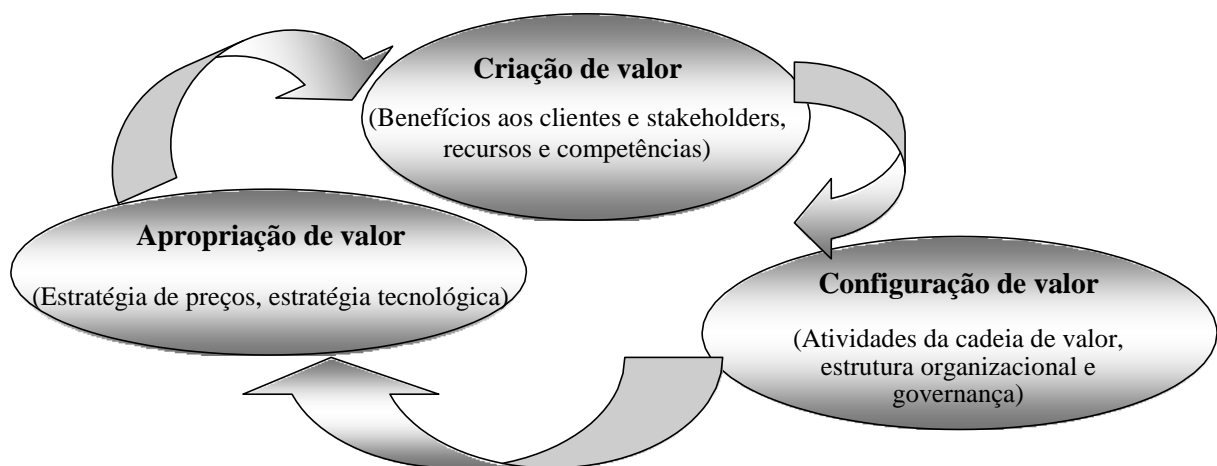 Criação de valor
(Benefícios aos clientes e stakeholders,
recursos e competências)
Apropriação de valor
(Estratégia de preços, estratégia tecnológica)
Configuração de valor
(Atividades da cadeia de valor,
estrutura organizacional e
governança)